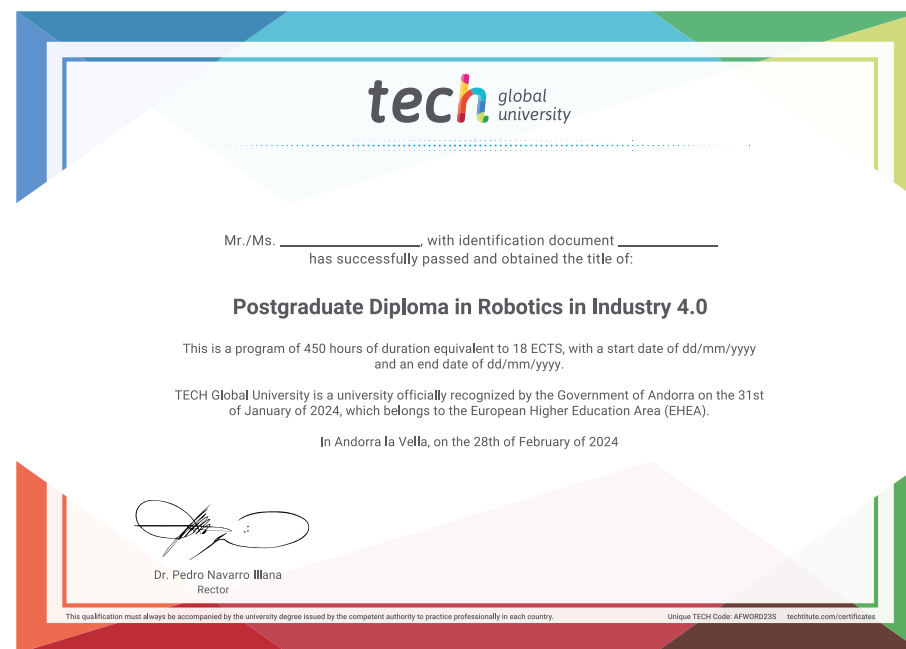 tech global university
Mr./Ms. ____________, with identification document ____________
has successfully passed and obtained the title of:
Postgraduate Diploma in Robotics in Industry 4.0
This is a program of 450 hours of duration equivalent to 18 ECTS, with a start date of dd/mm/yyyy
and an end date of dd/mm/yyyy.
TECH Global University is a university officially recognized by the Government of Andorra on the 31st
of January of 2024, which belongs to the European Higher Education Area (EHEA).
In Andorra la Vella, on the 28th of February of 2024
Dr. Pedro Navarro Illana
Rector
This qualification must always be accompanied by the university degree issued by the competent authority to practice professionally in each country.
Unique TECH Code: AFWORD23S techtitute.com/certificates